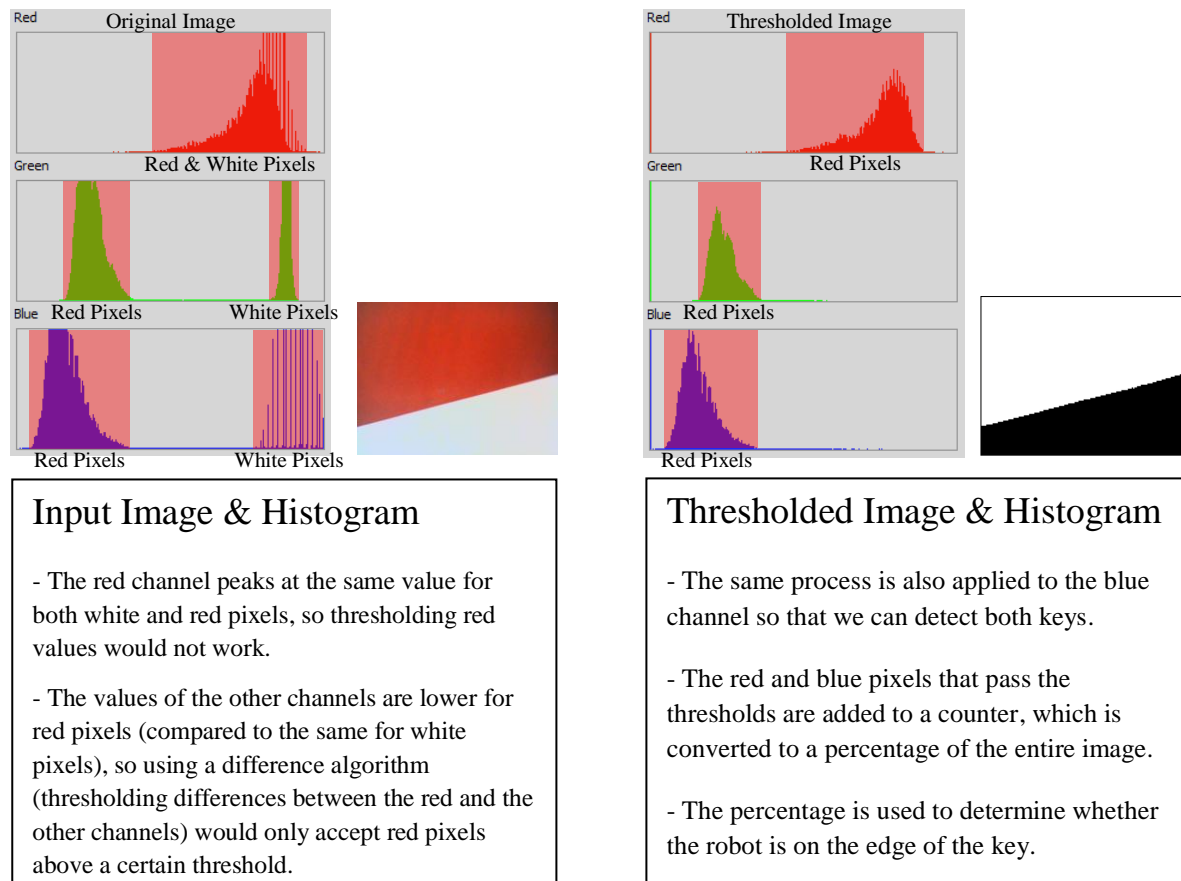 Red
Original Image
Green
Red & White Pixels
Blue
Red Pixels
White Pixels
Red Pixels
White Pixels
Input Image & Histogram
- The red channel peaks at the same value for
both white and red pixels, so thresholding red
values would not work.
- The values of the other channels are lower for
red pixels (compared to the same for white
pixels), so using a difference algorithm
(thresholding differences between the red and the
other channels) would only accept red pixels
above a certain threshold.
Red
Thresholded Image
Green
Red Pixels
Blue
Red Pixels
Red Pixels
Thresholded Image & Histogram
- The same process is also applied to the blue
channel so that we can detect both keys.
- The red and blue pixels that pass the
thresholds are added to a counter, which is
converted to a percentage of the entire image.
- The percentage is used to determine whether
the robot is on the edge of the key.